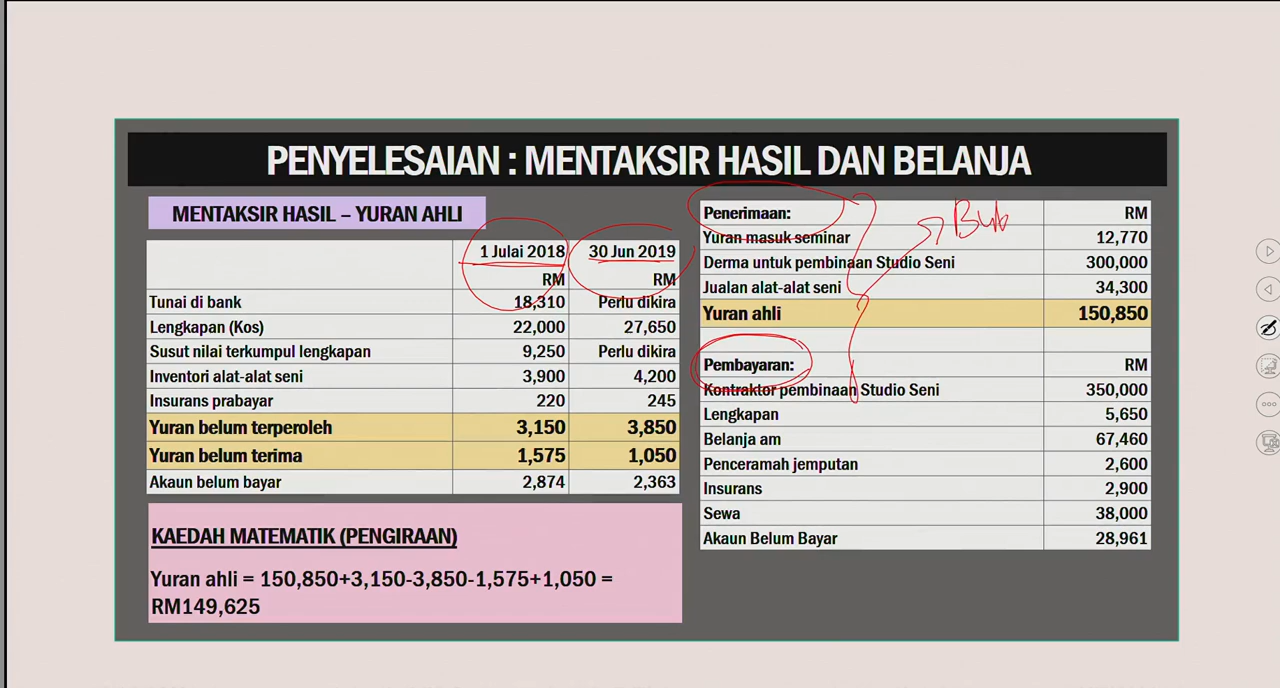 PENYELESAIAN : MENTAKSIR HASIL DAN BELANJA
MENTAKSIR HASIL – YURAN AHLI
1 Julai 2018 30 Jun 2019
RM RM
Tunai di bank 18,310 Perlu dikira
Lengkapan (Kos) 22,000 27,650
Susut nilai terkumpul lengkapan 9,250 Perlu dikira
Inventori alat-alat seni 3,900 4,200
Insurans prabayar 220 245
Yuran belum terperoleh 3,150 3,850
Yuran belum terima 1,575 1,050
Akaun belum bayar 2,874 2,363
KAEDAH MATEMATIK (PENGIRAAN)
Yuran ahli = 150,850+3,150-3,850-1,575+1,050 =
RM149,625
Penerimaan: RM
Yuran masuk seminar 12,770
Derma untuk pembinaan Studio Seni 300,000
Jualan alat-alat seni 34,300
Yuran ahli 150,850
Pembayaran: RM
Kontraktor pembinaan Studio Seni 350,000
Lengkapan 5,650
Belanja am 67,460
Penceramah jemputan 2,600
Insurans 2,900
Sewa 38,000
Akaun Belum Bayar 28,961